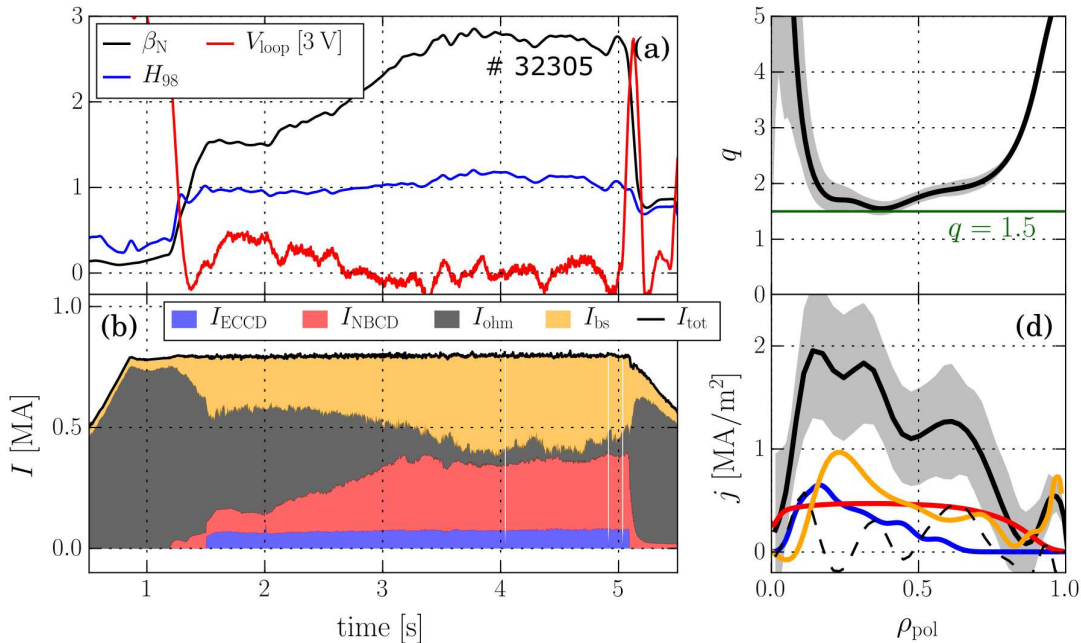 3
2
1
0
β_N
V_loop [3 V]
H_98
(a)
# 32305
1.0
0.5
0.0
I [MA]
(b)
I_ECCD
I_NBCD
I_ohm
I_bs
I_tot
1
2
3
4
5
time [s]
5
4
3
2
1
q
q = 1.5
2
1
0
j [MA/m²]
(d)
0.0
0.5
1.0
ρ_pol